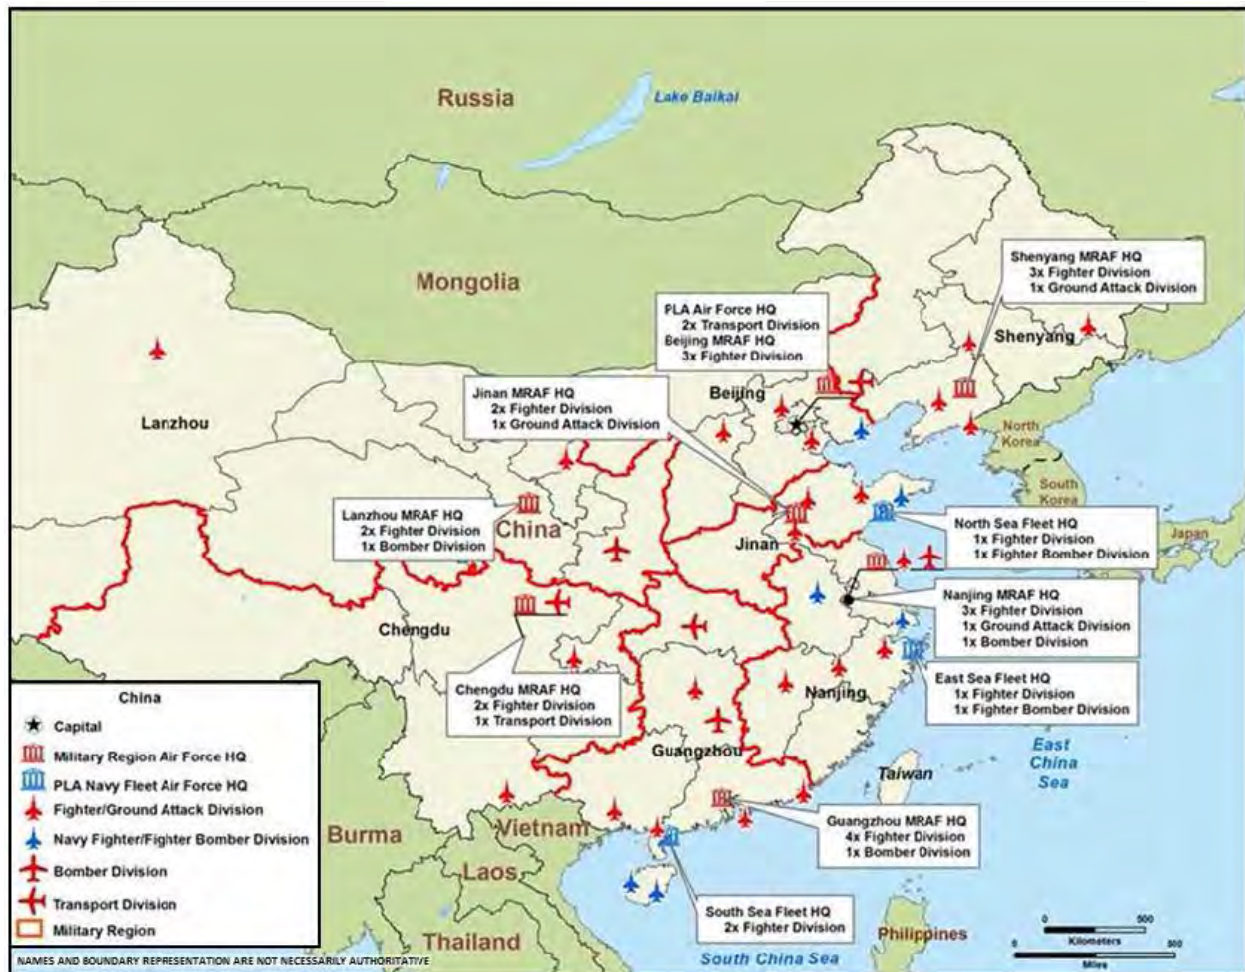 Russia
Lake Baikal
Mongolia
Shenyang MRAF HQ
3x Fighter Division
1x Ground Attack Division
PLA Air Force HQ
2x Transport Division
Beijing MRAF HQ
3x Fighter Division
Shenyang
Jinan MRAF HQ
2x Fighter Division
1x Ground Attack Division
Beijing
Lanzhou
North
Korea
South
Korea
Lanzhou MRAF HQ
2x Fighter Division
1x Bomber Division
China
Jinan
North Sea Fleet HQ
1x Fighter Division
1x Fighter Bomber Division
Japan
Nanjing MRAF HQ
3x Fighter Division
1x Ground Attack Division
1x Bomber Division
Chengdu
Chengdu MRAF HQ
2x Fighter Division
1x Transport Division
Nanjing
East Sea Fleet HQ
1x Fighter Division
1x Fighter Bomber Division
Guangzhou
East
China
Sea
Taiwan
Guangzhou MRAF HQ
4x Fighter Division
1x Bomber Division
Burma
Vietnam
Laos
Thailand
South Sea Fleet HQ
2x Fighter Division
Philippines
South China Sea
China
Capital
Military Region Air Force HQ
PLA Navy Fleet Air Force HQ
Fighter/Ground Attack Division
Navy Fighter/Fighter Bomber Division
Bomber Division
Transport Division
Military Region
0 500
Kilometers
0 500
Miles
NAMES AND BOUNDARY REPRESENTATION ARE NOT NECESSARILY AUTHORITATIVE